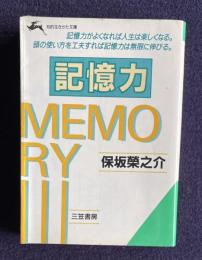 知的生きかた文庫
記憶力がよくなれば人生は楽しくなる。
頭の使い方を工夫すれば記憶力は無限に伸びる。
記憶力
MEMO
RY
保坂榮之介
三笠書房